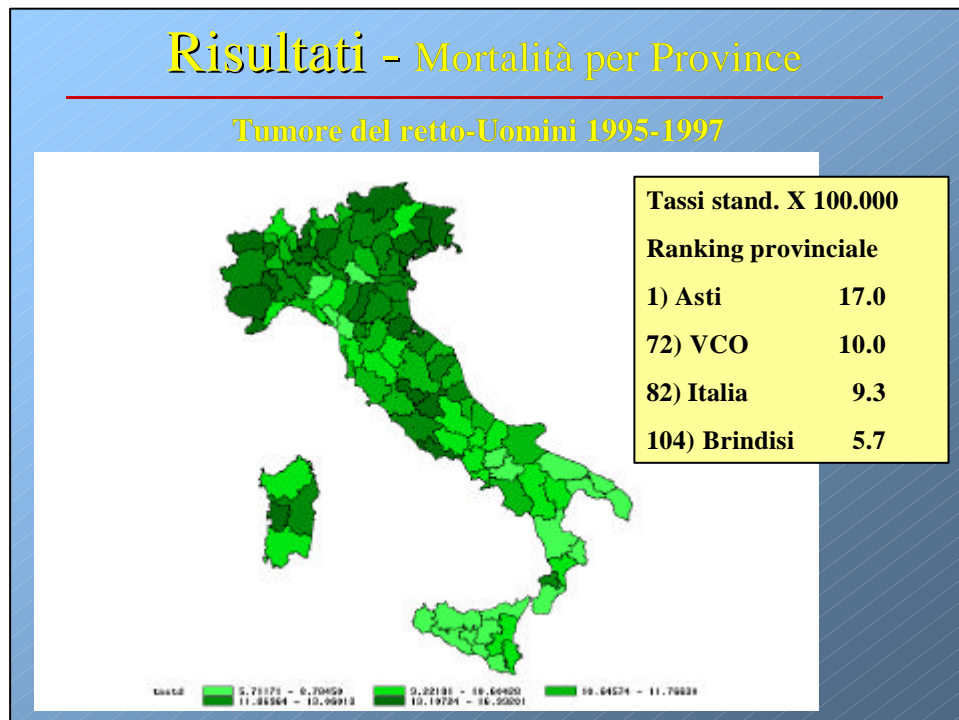 Risultati - Mortalità per Province
Tumore del retto-Uomini 1995-1997
Tassi stand. X 100.000
Ranking provinciale
1) Asti 17.0
72) VCO 10.0
82) Italia 9.3
104) Brindisi 5.7